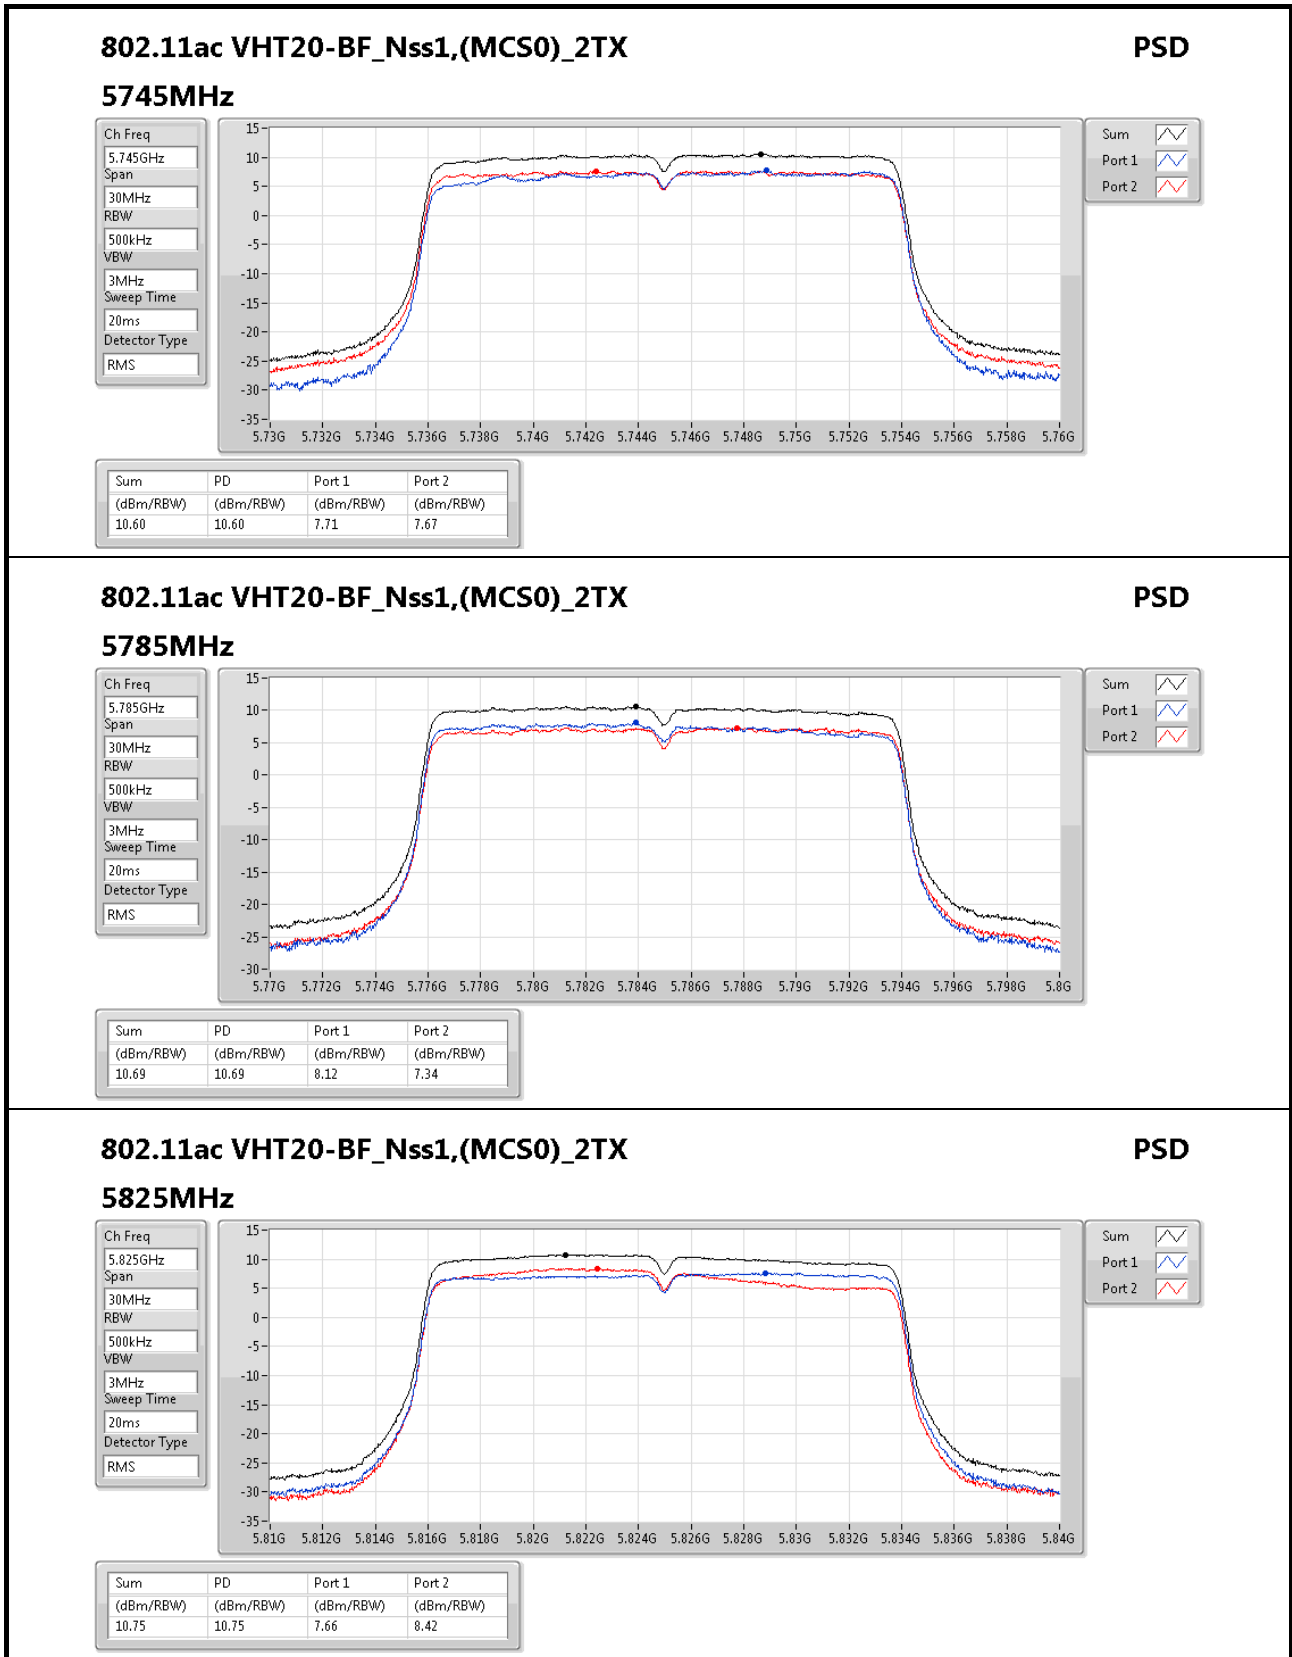 802.11ac VHT20-BF_Nss1,(MCS0)_2TX PSD
5745MHz
Ch Freq
5.745GHz
Span
30MHz
RBW
500kHz
VBW
3MHz
Sweep Time
20ms
Detector Type
RMS
15
10
5
0
-5
-10
-15
-20
-25
-30
-35
5.73G 5.732G 5.734G 5.736G 5.738G 5.74G 5.742G 5.744G 5.746G 5.748G 5.75G 5.752G 5.754G 5.756G 5.758G 5.76G
Sum
Port 1
Port 2
Sum PD Port 1 Port 2
(dBm/RBW) (dBm/RBW) (dBm/RBW) (dBm/RBW)
10.60 10.60 7.71 7.67
802.11ac VHT20-BF_Nss1,(MCS0)_2TX PSD
5785MHz
Ch Freq
5.785GHz
Span
30MHz
RBW
500kHz
VBW
3MHz
Sweep Time
20ms
Detector Type
RMS
15
10
5
0
-5
-10
-15
-20
-25
-30
5.77G 5.772G 5.774G 5.776G 5.778G 5.78G 5.782G 5.784G 5.786G 5.788G 5.79G 5.792G 5.794G 5.796G 5.798G 5.8G
Sum
Port 1
Port 2
Sum PD Port 1 Port 2
(dBm/RBW) (dBm/RBW) (dBm/RBW) (dBm/RBW)
10.69 10.69 8.12 7.34
802.11ac VHT20-BF_Nss1,(MCS0)_2TX PSD
5825MHz
Ch Freq
5.825GHz
Span
30MHz
RBW
500kHz
VBW
3MHz
Sweep Time
20ms
Detector Type
RMS
15
10
5
0
-5
-10
-15
-20
-25
-30
-35
5.81G 5.812G 5.814G 5.816G 5.818G 5.82G 5.822G 5.824G 5.826G 5.828G 5.83G 5.832G 5.834G 5.836G 5.838G 5.84G
Sum
Port 1
Port 2
Sum PD Port 1 Port 2
(dBm/RBW) (dBm/RBW) (dBm/RBW) (dBm/RBW)
10.75 10.75 7.66 8.42